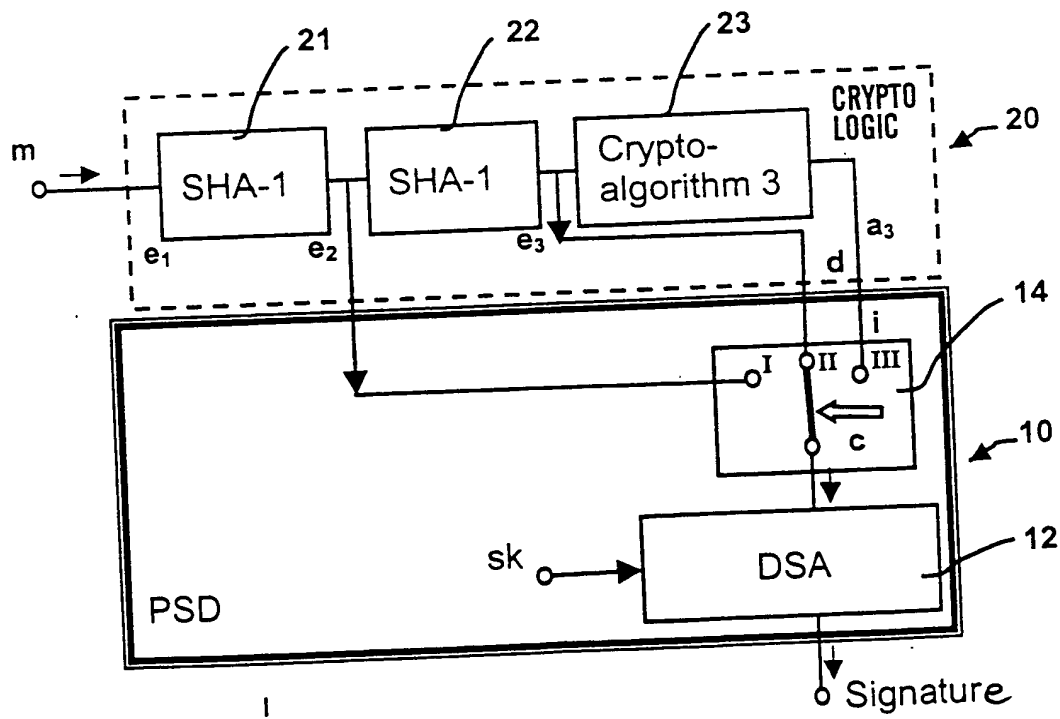 21
22
23
CRYPTO
LOGIC
20
m
SHA-1
SHA-1
Crypto-
algorithm 3
e1
e2
e3
a3
d
i
14
I
II
III
c
10
12
sk
DSA
PSD
Signature